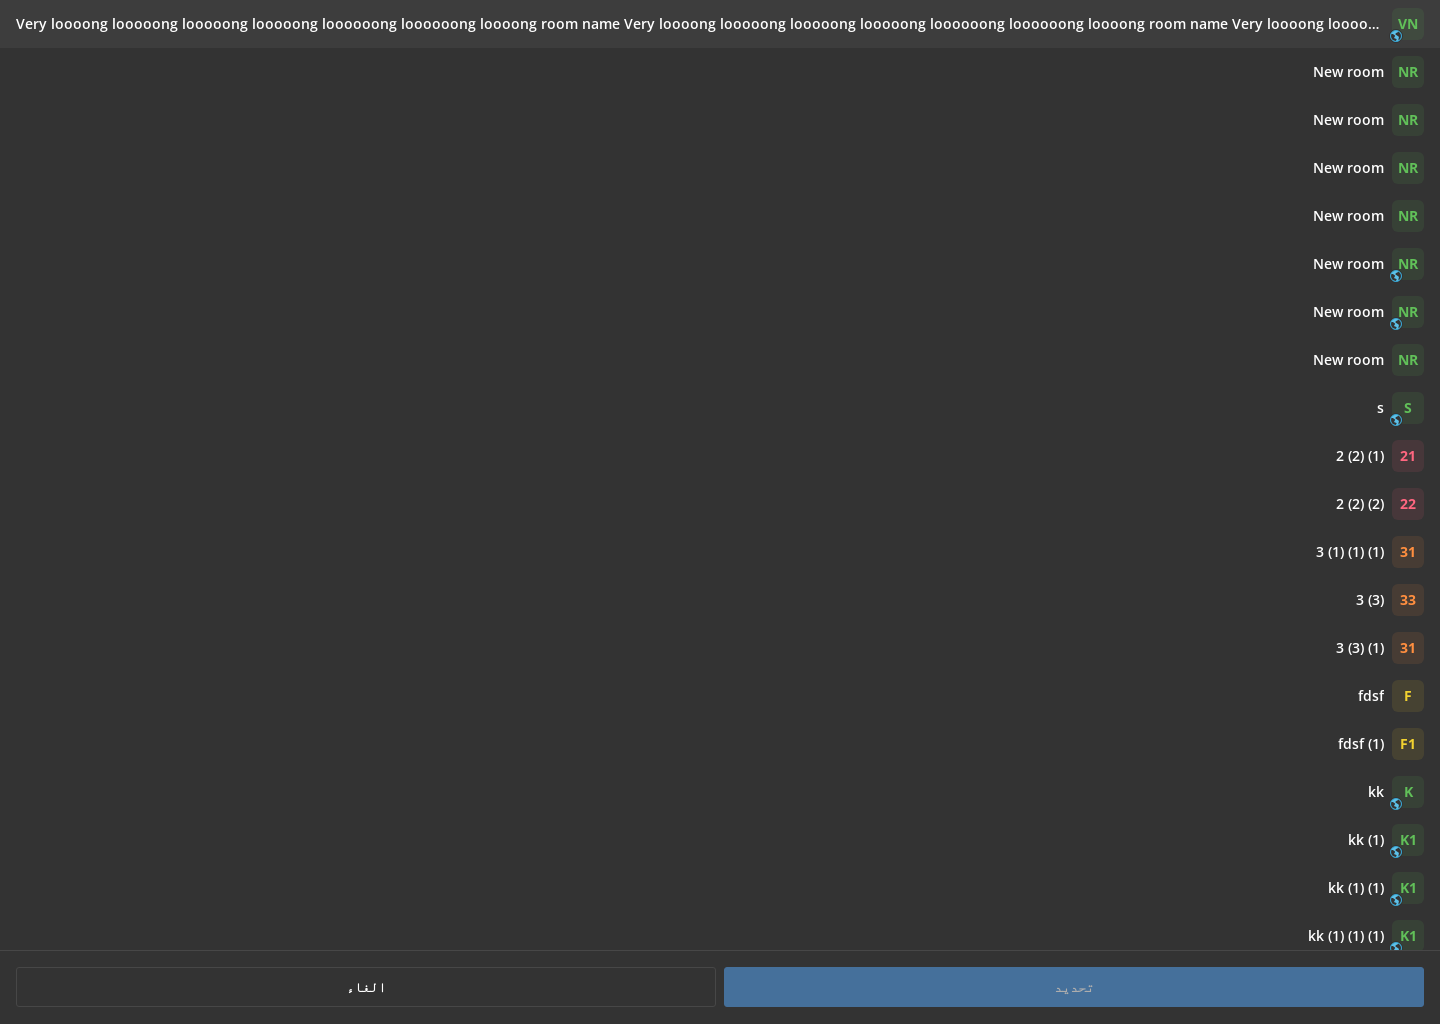 Very loooong looooong looooong looooong loooooong loooooong loooong room name Very loooong looooong looooong looooong loooooong loooooong loooong room name Very loooong loooo... VN
New room NR
New room NR
New room NR
New room NR
New room NR
New room NR
New room NR
s S
2 (2) (1) 21
2 (2) (2) 22
3 (1) (1) (1) 31
3 (3) 33
3 (3) (1) 31
fdsf F
fdsf (1) F1
kk K
kk (1) K1
kk (1) (1) K1
kk (1) (1) (1) K1
تحديد
الغاء